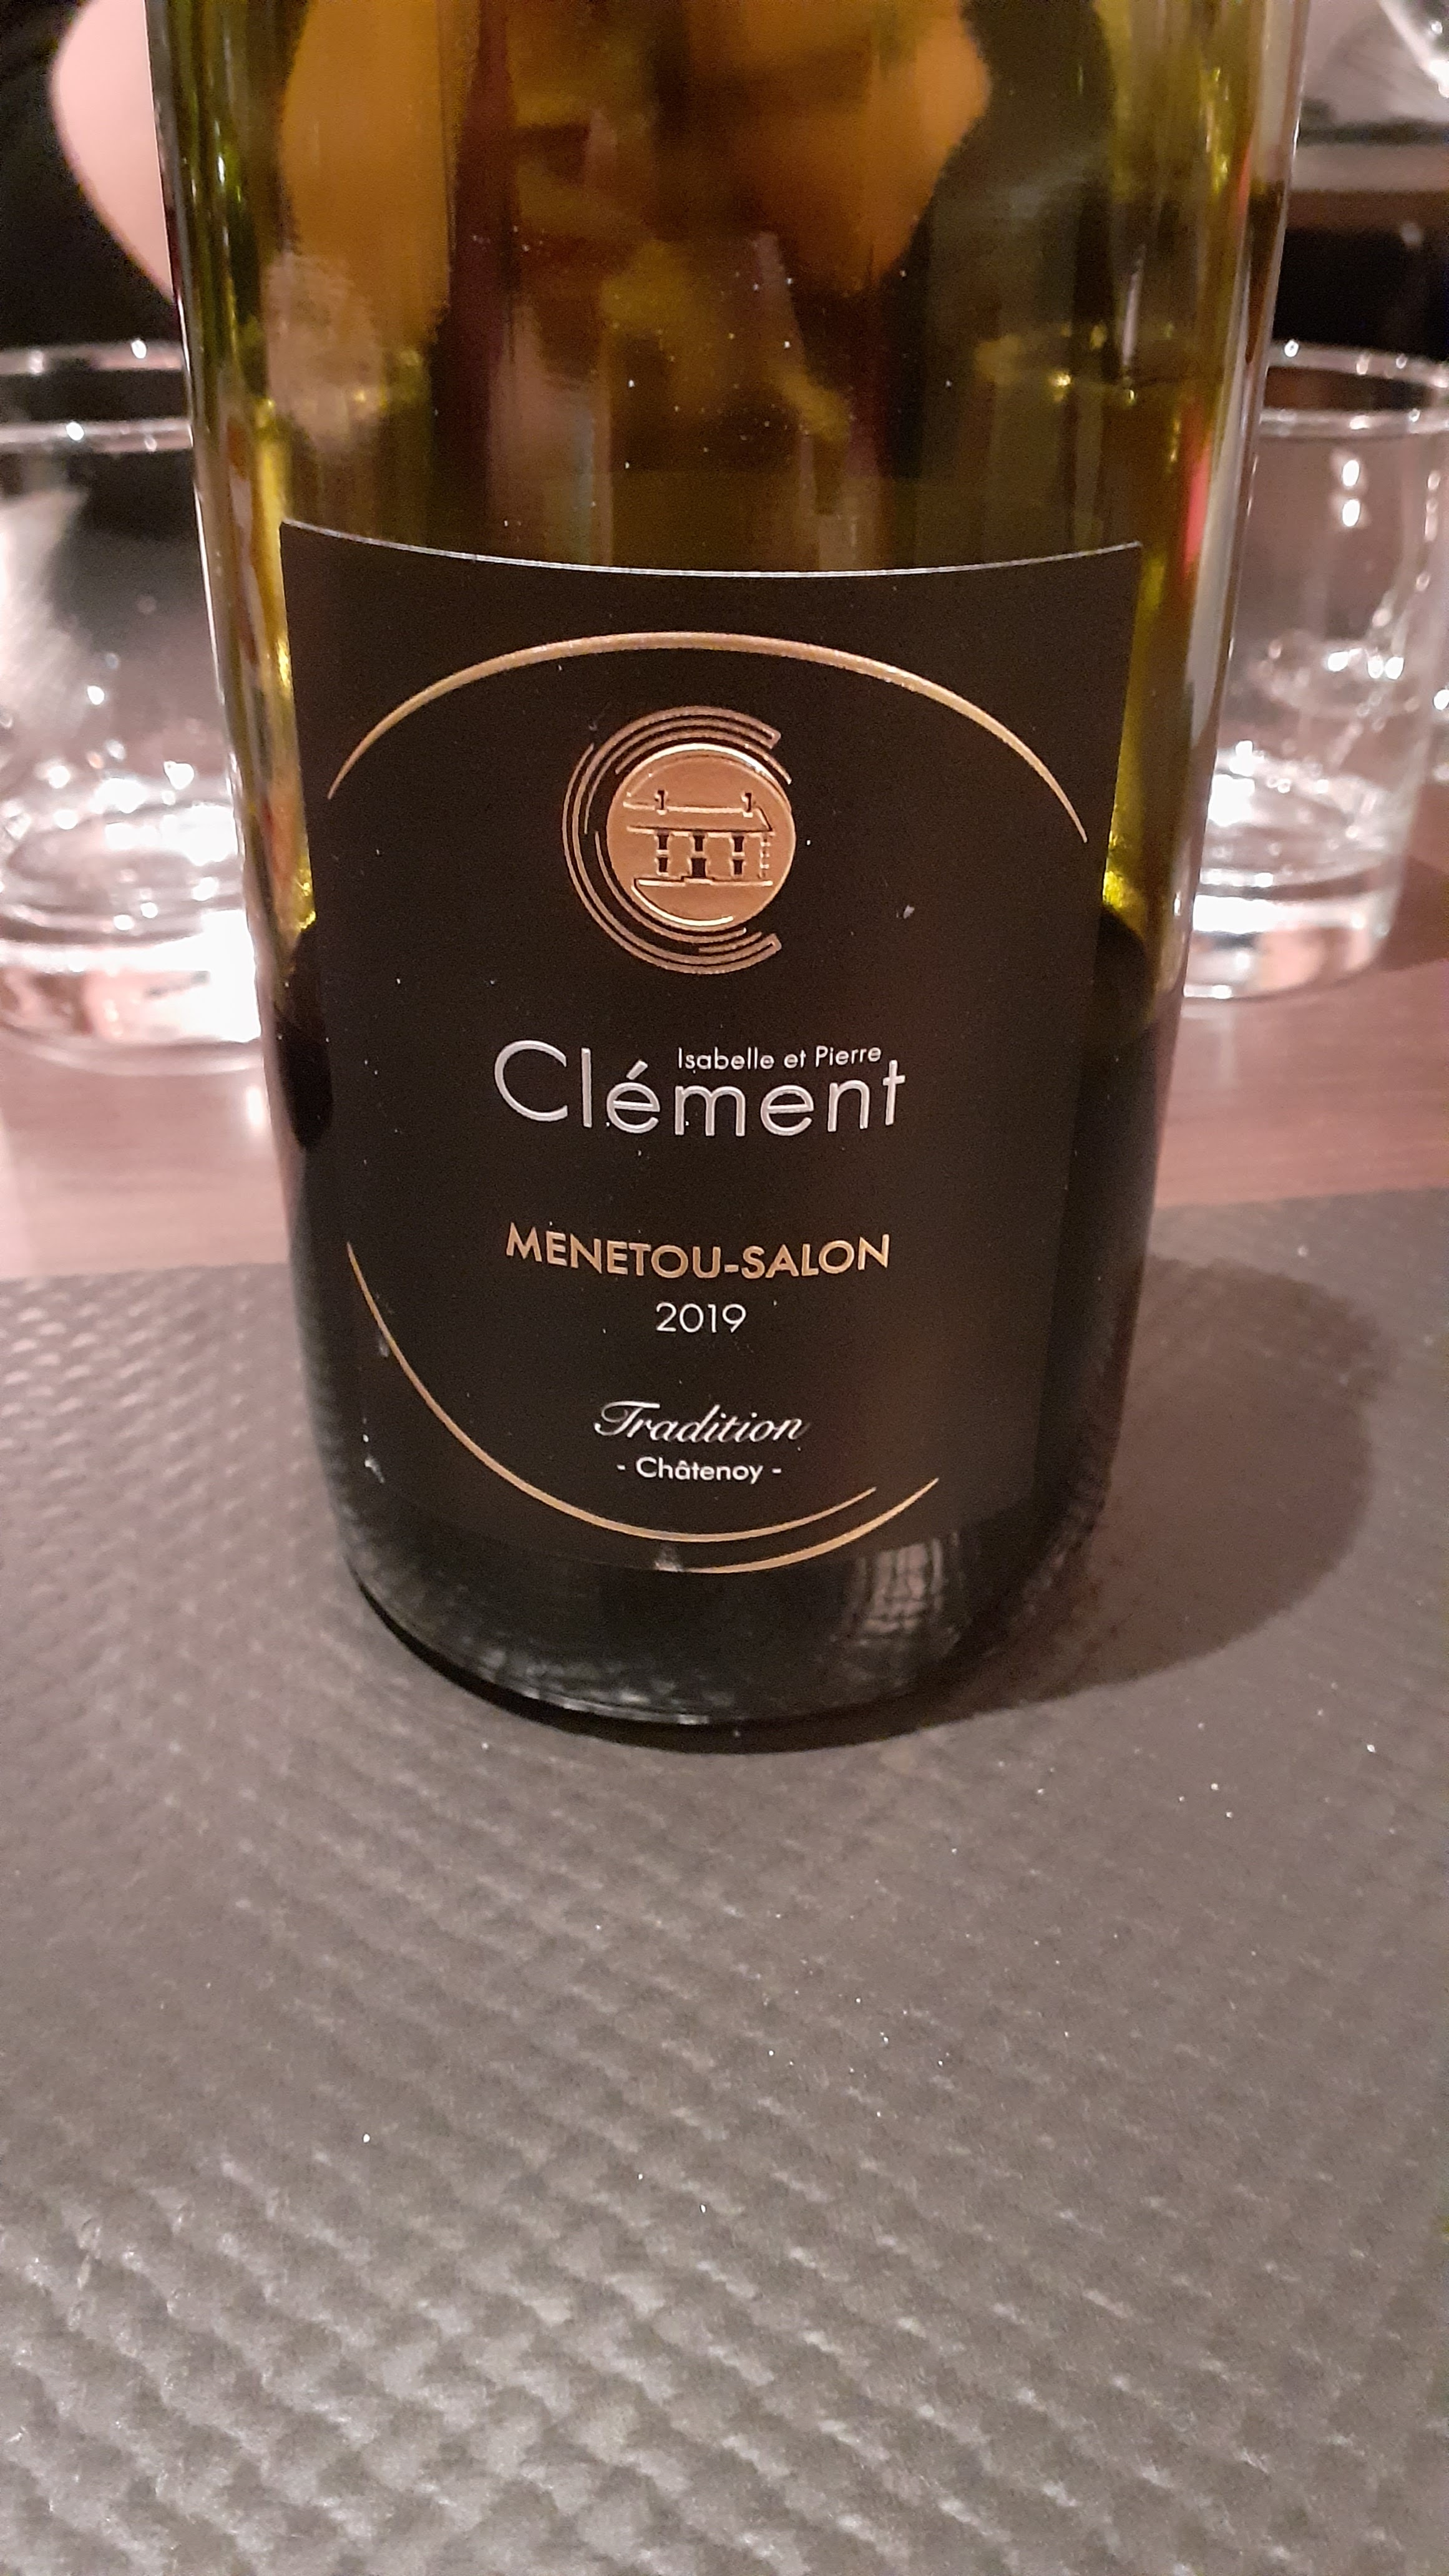 Isabelle et Pierre
Clément
MENETOU-SALON
2019
Tradition
- Châtenoy -